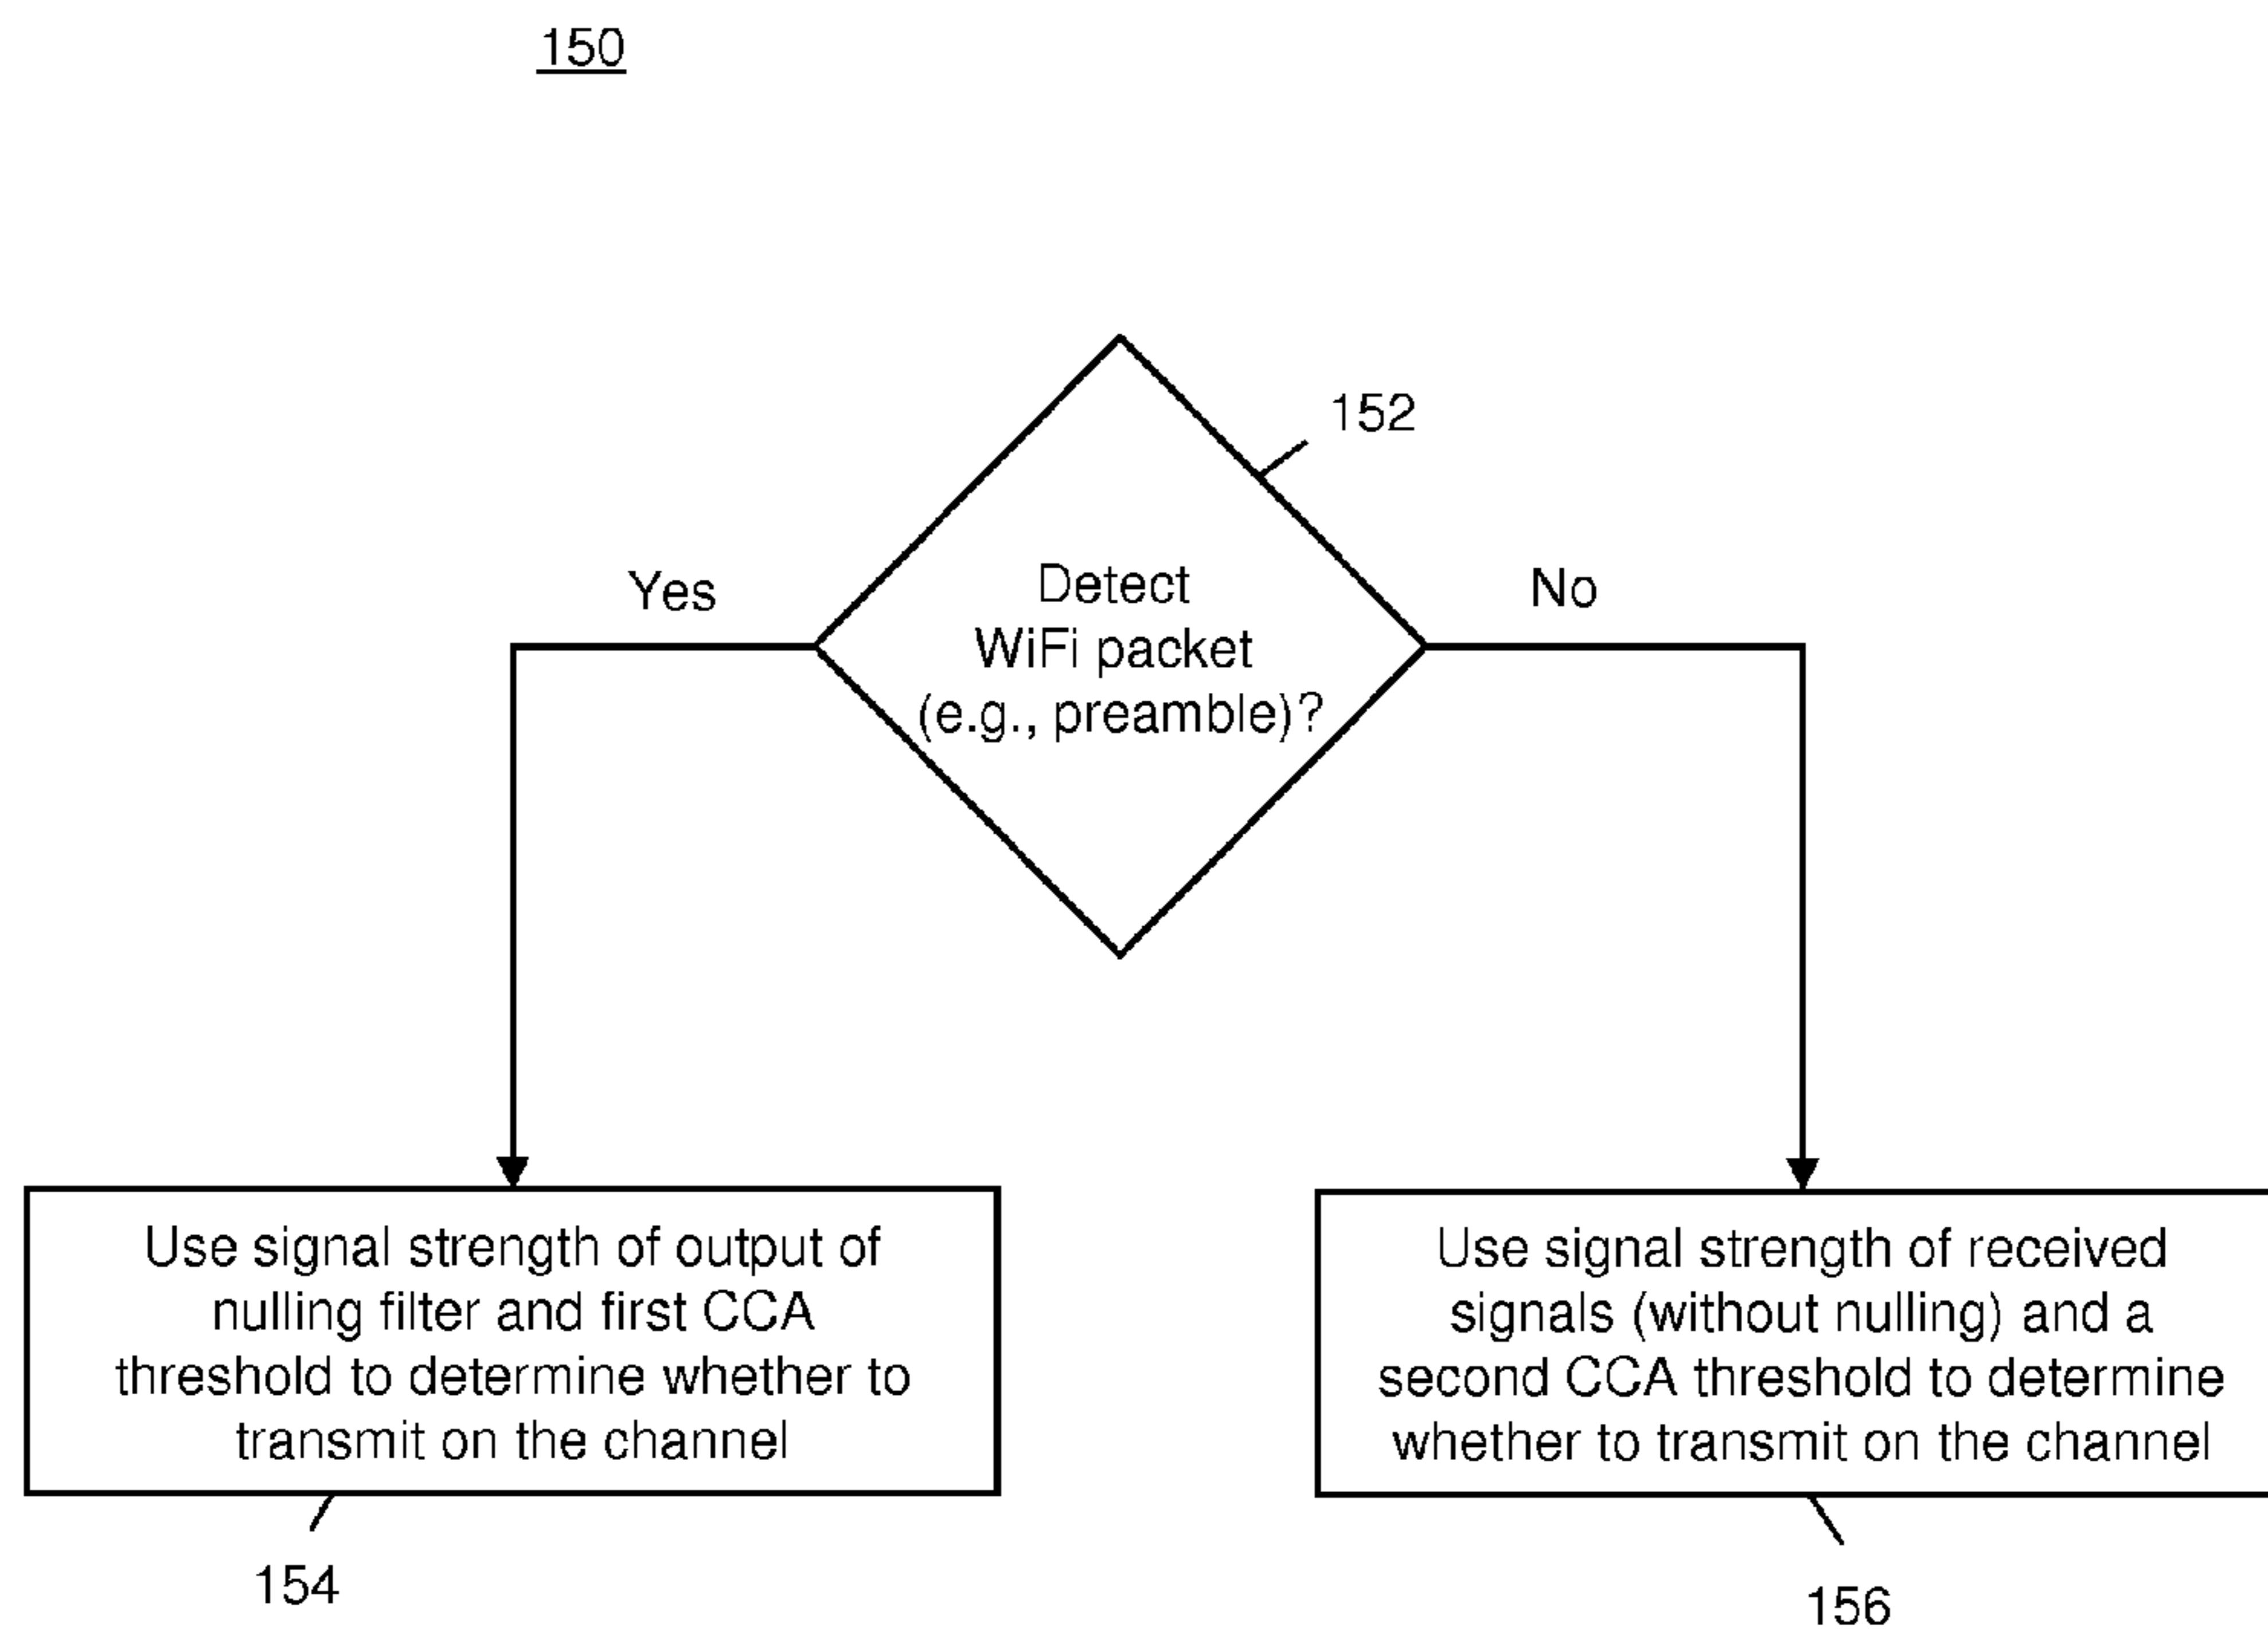 150
152
Yes
No
Detect
WiFi packet
(e.g., preamble)?
Use signal strength of output of
nulling filter and first CCA
threshold to determine whether to
transmit on the channel
154
Use signal strength of received
signals (without nulling) and a
second CCA threshold to determine
whether to transmit on the channel
156